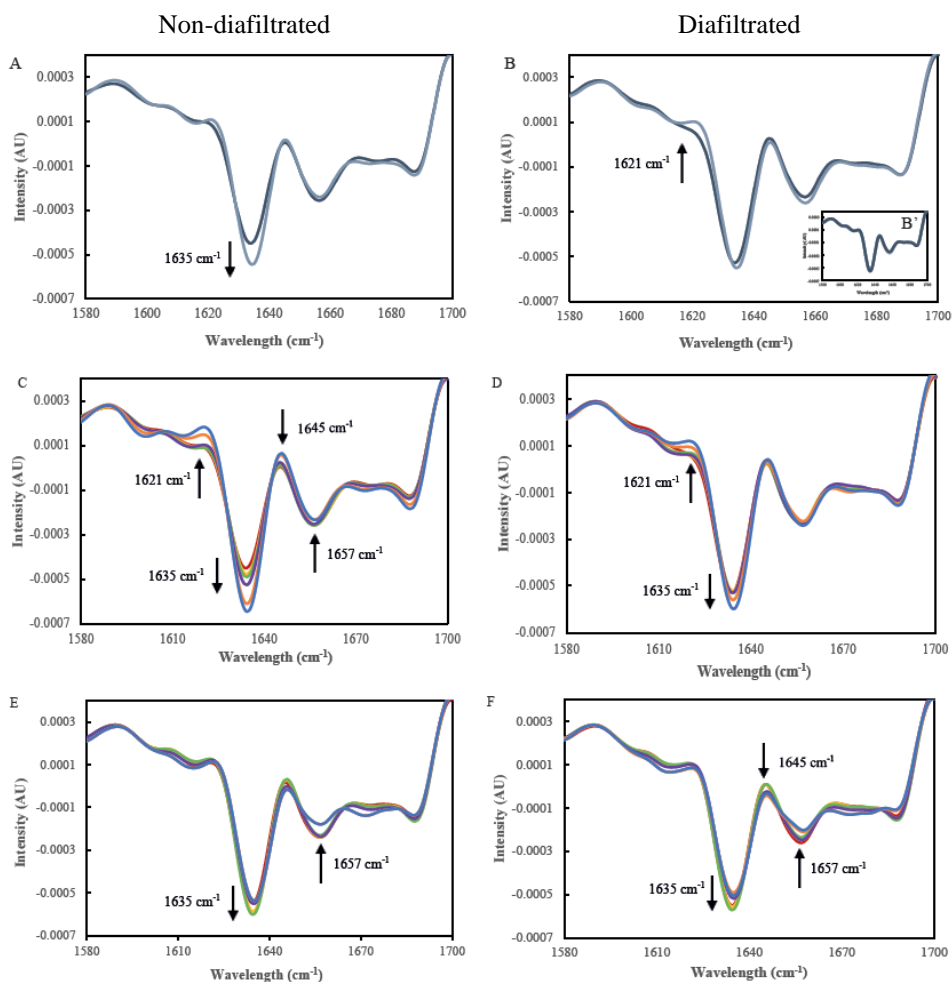 Non-diafiltrated
Diafiltrated
A
Intensity (AU)
0.0003
0.0001
-0.0001
-0.0003
-0.0005
-0.0007
1635 cm-1
1580 1600 1620 1640 1660 1680 1700
Wavelength (cm-1)
B
Intensity (AU)
0.0003
0.0001
-0.0001
-0.0003
-0.0005
-0.0007
1621 cm-1
B’
1580 1600 1620 1640 1660 1680 1700
Wavelength (cm-1)
C
Intensity (AU)
0.0003
0.0001
-0.0001
-0.0003
-0.0005
-0.0007
1645 cm-1
1621 cm-1
1657 cm-1
1635 cm-1
1580 1610 1640 1670 1700
Wavelength (cm-1)
D
Intensity (AU)
0.0003
0.0001
-0.0001
-0.0003
-0.0005
-0.0007
1621 cm-1
1635 cm-1
1580 1610 1640 1670 1700
Wavelength (cm-1)
E
Intensity (AU)
0.0003
0.0001
-0.0001
-0.0003
-0.0005
-0.0007
1657 cm-1
1635 cm-1
1580 1610 1640 1670 1700
Wavelength (cm-1)
F
Intensity (AU)
0.0003
0.0001
-0.0001
-0.0003
-0.0005
-0.0007
1645 cm-1
1657 cm-1
1635 cm-1
1580 1610 1640 1670 1700
Wavelength (cm-1)